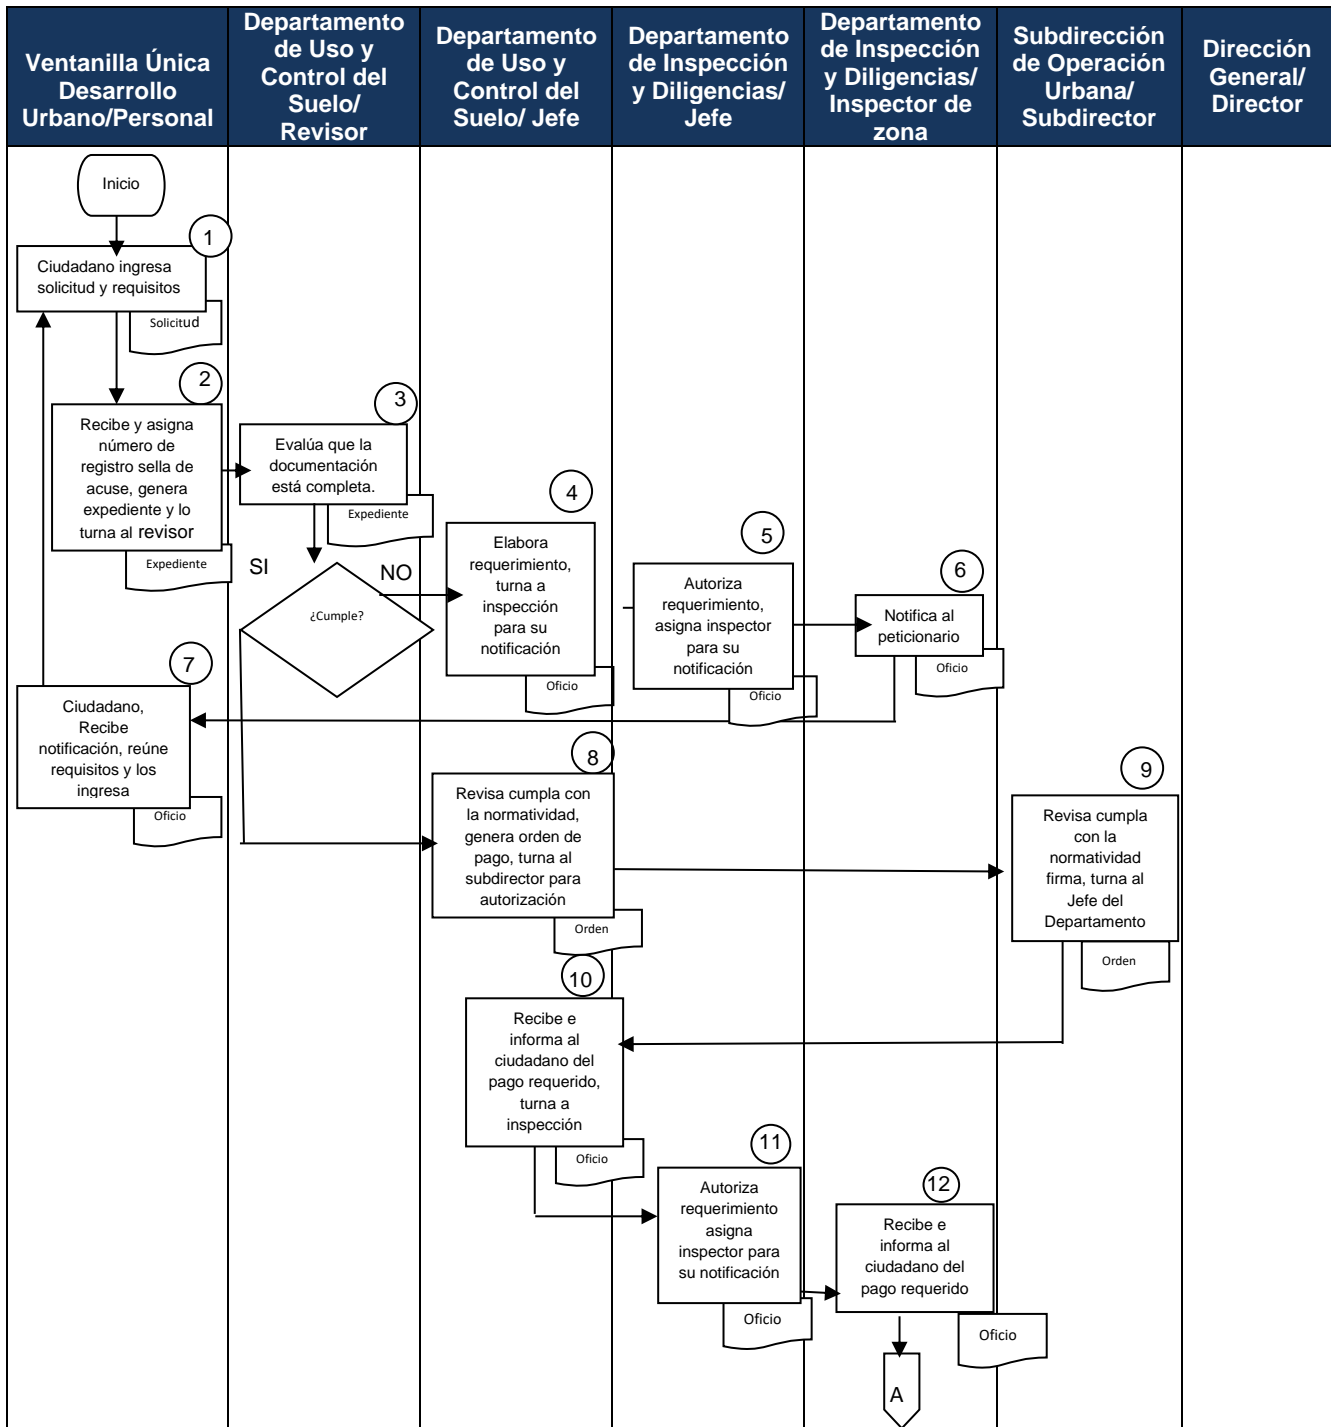 Ventanilla Única
Desarrollo
Urbano/Personal
Departamento
de Uso y
Control del
Suelo/
Revisor
Departamento
de Uso y
Control del
Suelo/ Jefe
Departamento
de Inspección
y Diligencias/
Jefe
Departamento
de Inspección
y Diligencias/
Inspector de
zona
Subdirección
de Operación
Urbana/
Subdirector
Dirección
General/
Director
Inicio
1
Ciudadano ingresa
solicitud y requisitos
Solicitud
2
Recibe y asigna
número de
registro sella de
acuse, genera
expediente y lo
turna al revisor
Expediente
3
Evalúa que la
documentación
está completa.
Expediente
SI
NO
¿Cumple?
4
Elabora
requerimiento,
turna a
inspección
para su
notificación
Oficio
5
Autoriza
requerimiento,
asigna inspector
para su
notificación
Oficio
6
Notifica al
peticionario
Oficio
7
Ciudadano,
Recibe
notificación, reúne
requisitos y los
ingresa
Oficio
8
Revisa cumpla con
la normatividad,
genera orden de
pago, turna al
subdirector para
autorización
Orden
9
Revisa cumpla
con la
normatividad
firma, turna al
Jefe del
Departamento
Orden
10
Recibe e
informa al
ciudadano del
pago requerido,
turna a
inspección
Oficio
11
Autoriza
requerimiento
asigna
inspector para
su notificación
Oficio
12
Recibe e
informa al
ciudadano del
pago requerido
Oficio
A